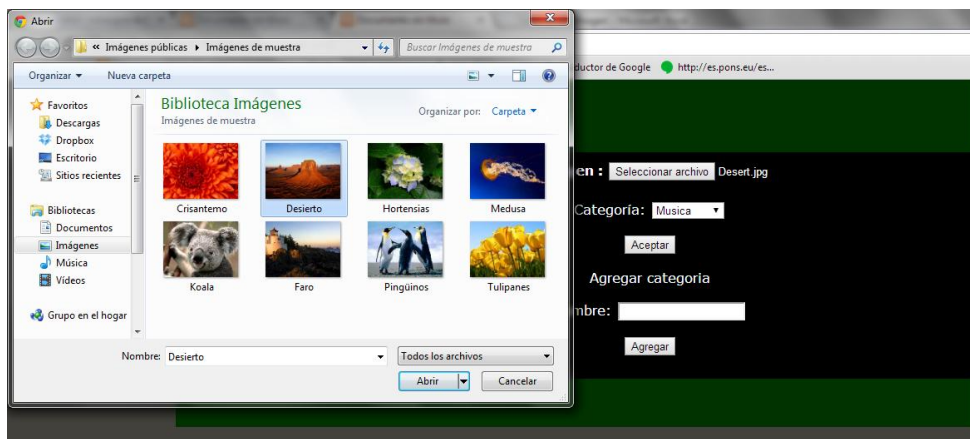 Abrir
« Imágenes públicas ▸ Imágenes de muestra
Buscar Imágenes de muestra
Organizar
Nueva carpeta
Favoritos
Descargas
Dropbox
Escritorio
Sitios recientes
Bibliotecas
Documentos
Imágenes
Música
Vídeos
Grupo en el hogar
Biblioteca Imágenes
Imágenes de muestra
Organizar por: Carpeta
Crisantemo Desierto Hortensias Medusa
Koala Faro Pingüinos Tulipanes
Nombre: Desierto
Todos los archivos
Abrir Cancelar
ductor de Google http://es.pons.eu/es...
en : Seleccionar archivo Desert.jpg
Categoría: Musica
Aceptar
Agregar categoria
mbre:
Agregar